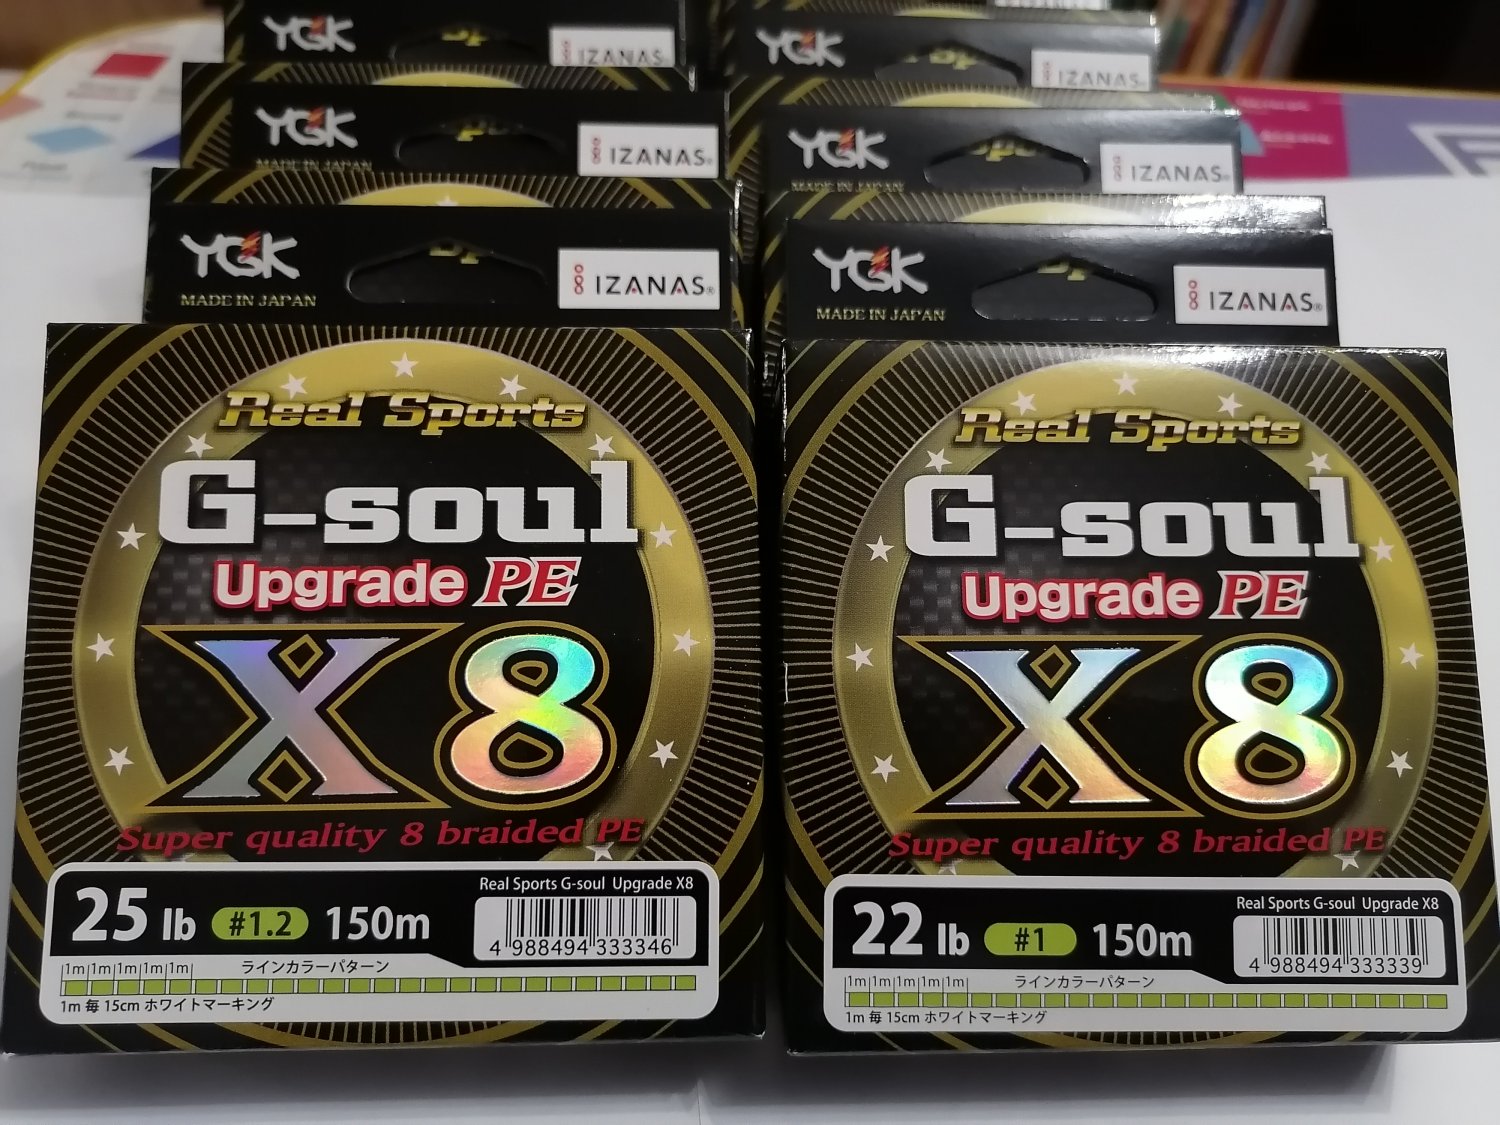 YGK
IZANAS
YGK
IZANAS®
MADE IN JAPAN
YGK
IZANAS®
MADE IN JAPAN
Sp
Real Sports
G-soul
Upgrade PE
X8
Super quality 8 braided PE
25 lb #1.2 150m
Real Sports G-soul Upgrade X8
4 988494 333346
1m 1m 1m 1m 1m
ラインカラーパターン
1m 毎 15cm ホワイトマーキング
YGK
IZANAS
YGK
IZANAS®
MADE IN JAPAN
YGK
IZANAS®
MADE IN JAPAN
Real Sports
G-soul
Upgrade PE
X8
Super quality 8 braided PE
22 lb #1 150m
Real Sports G-soul Upgrade X8
4 988494 333339
1m 1m 1m 1m 1m
ラインカラーパターン
1m 毎 15cm ホワイトマーキング